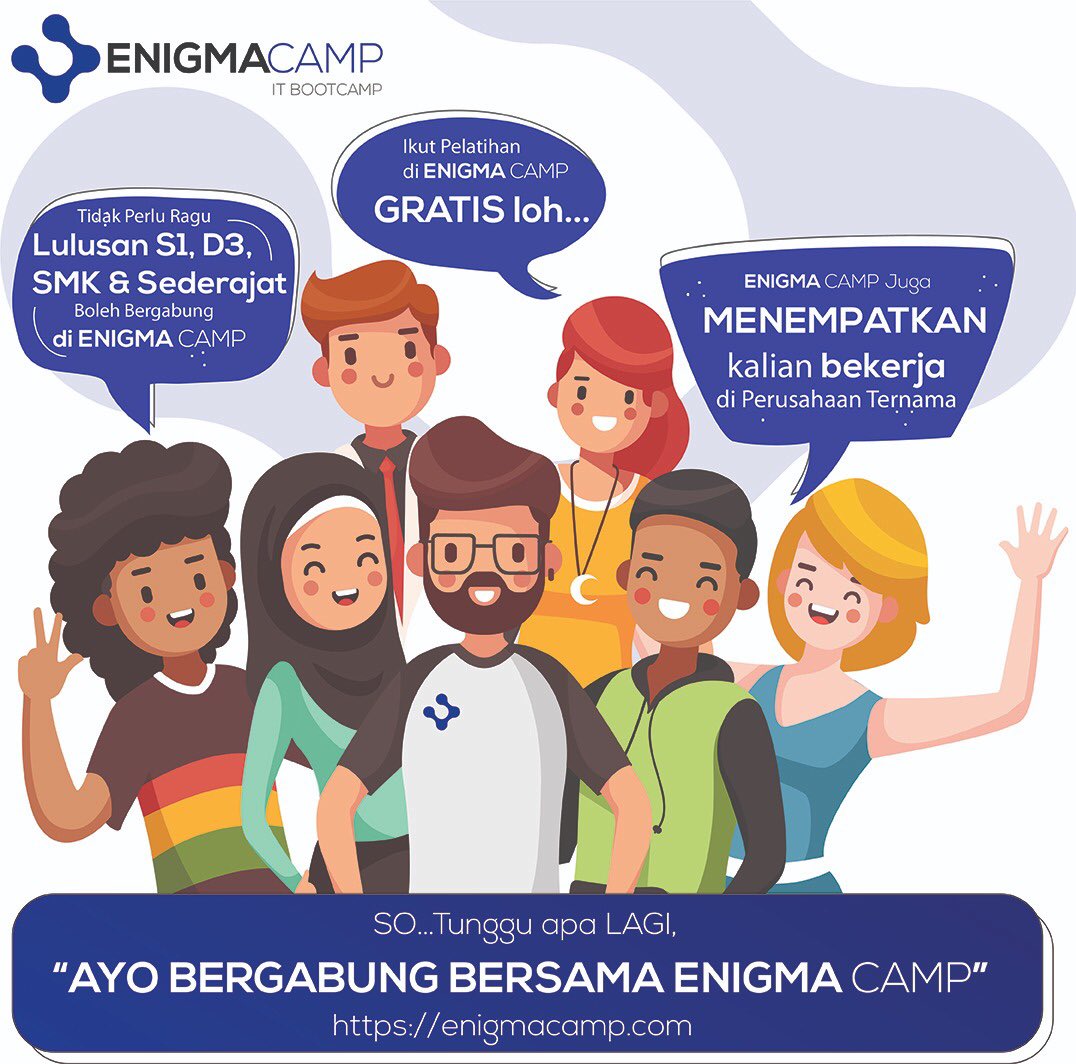 ENIGMACAMP
IT BOOTCAMP
Ikut Pelatihan
di ENIGMA CAMP
GRATIS loh...
Tidak Perlu Ragu
Lulusan S1, D3,
SMK & Sederajat
Boleh Bergabung
di ENIGMA CAMP
ENIGMA CAMP Juga
MENEMPATKAN
kalian bekerja
di Perusahaan Ternama
SO...Tunggu apa LAGI,
“AYO BERGABUNG BERSAMA ENIGMA CAMP”
https://enigmacamp.com